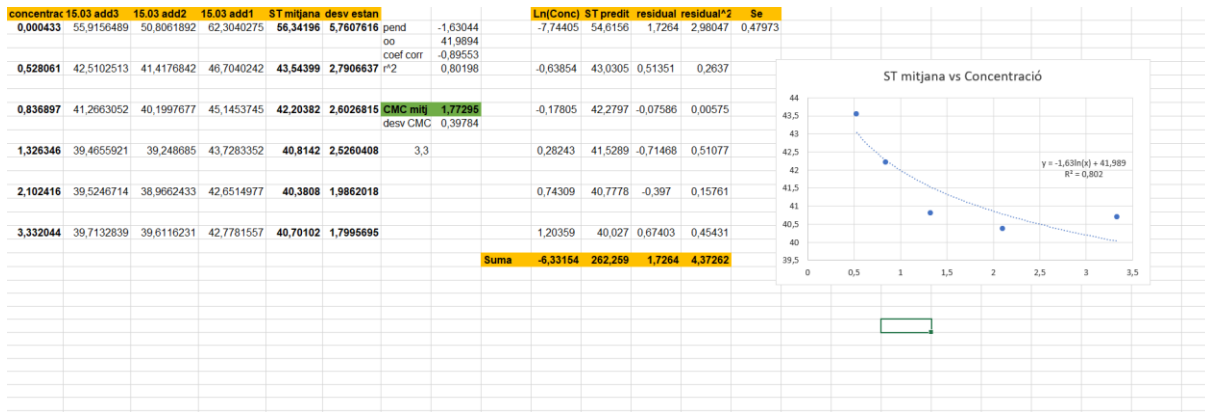 concentrac 15.03 add3 15.03 add2 15.03 add1 ST mitjana desv estan Ln(Conc) ST predit residual residual^2 Se
0,000433 55,9156489 50,8061892 62,3040275 56,34196 5,7607616 pend -1,63044 -7,74405 54,6156 1,7264 2,98047 0,47973
oo 41,9894
coef corr -0,89553
0,528061 42,5102513 41,4176842 46,7040242 43,54399 2,7906637 r^2 0,80198 -0,63854 43,0305 0,51351 0,2637
0,836897 41,2663052 40,1997677 45,1453745 42,20382 2,6026815 CMC mitj 1,77295 -0,17805 42,2797 -0,07586 0,00575
desv CMC 0,39784
1,326346 39,4655921 39,248685 43,7283352 40,8142 2,5260408 3,3 0,28243 41,5289 -0,71468 0,51077
2,102416 39,5246714 38,9662433 42,6514977 40,3808 1,9862018 0,74309 40,7778 -0,397 0,15761
3,332044 39,7132839 39,6116231 42,7781557 40,70102 1,7995695 1,20359 40,027 0,67403 0,45431
Suma -6,33154 262,259 1,7264 4,37262
ST mitjana vs Concentració
44
43,5
43
42,5
42
41,5
41
40,5
40
39,5
y = -1,63ln(x) + 41,989
R² = 0,802
0 0,5 1 1,5 2 2,5 3 3,5